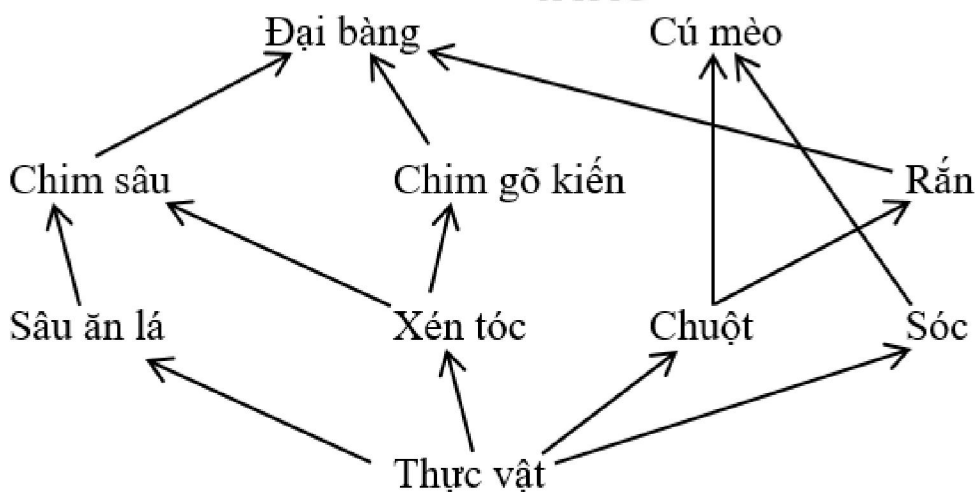 Đại bàng Cú mèo
Chim sâu Chim gõ kiến Rắn
Sâu ăn lá Xén tóc Chuột Sóc
Thực vật